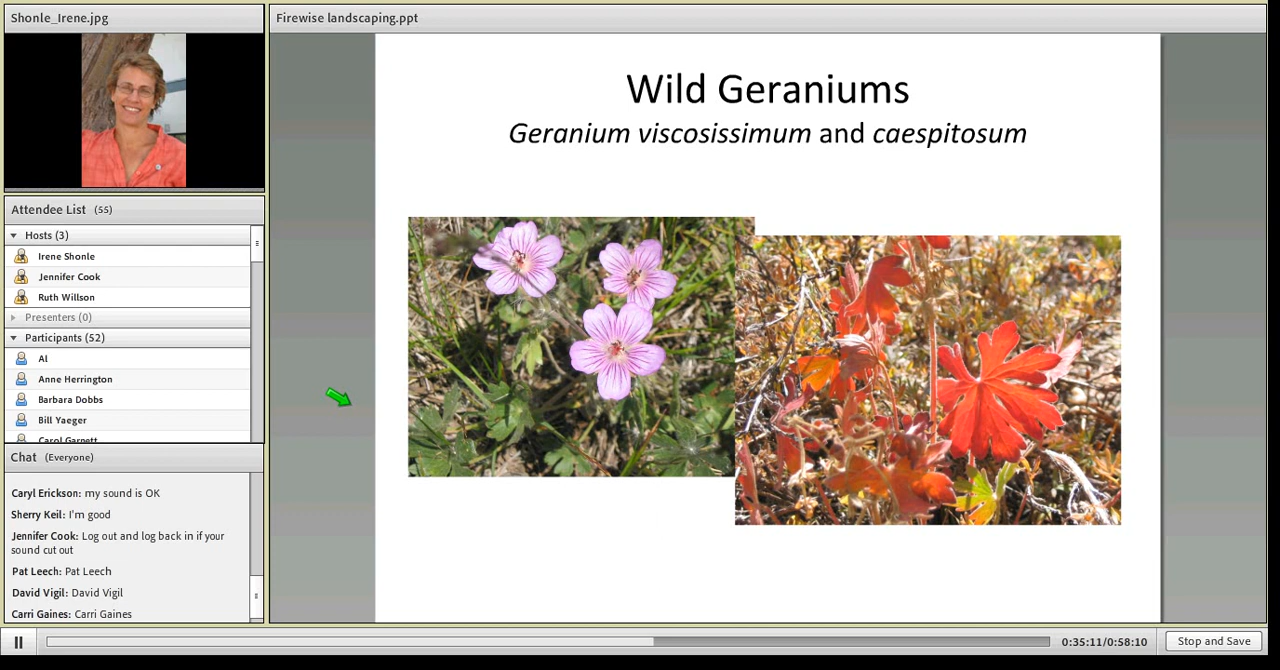 Shonle_Irene.jpg
Firewise landscaping.ppt
Wild Geraniums
Geranium viscosissimum and caespitosum
Attendee List (55)
Hosts (3)
Irene Shonle
Jennifer Cook
Ruth Willson
Presenters (0)
Participants (52)
Al
Anne Herrington
Barbara Dobbs
Bill Yaeger
Carol Garnett
Chat (Everyone)
Caryl Erickson: my sound is OK
Sherry Keil: I'm good
Jennifer Cook: Log out and log back in if your
sound cut out
Pat Leech: Pat Leech
David Vigil: David Vigil
Carri Gaines: Carri Gaines
0:35:11/0:58:10
Stop and Save